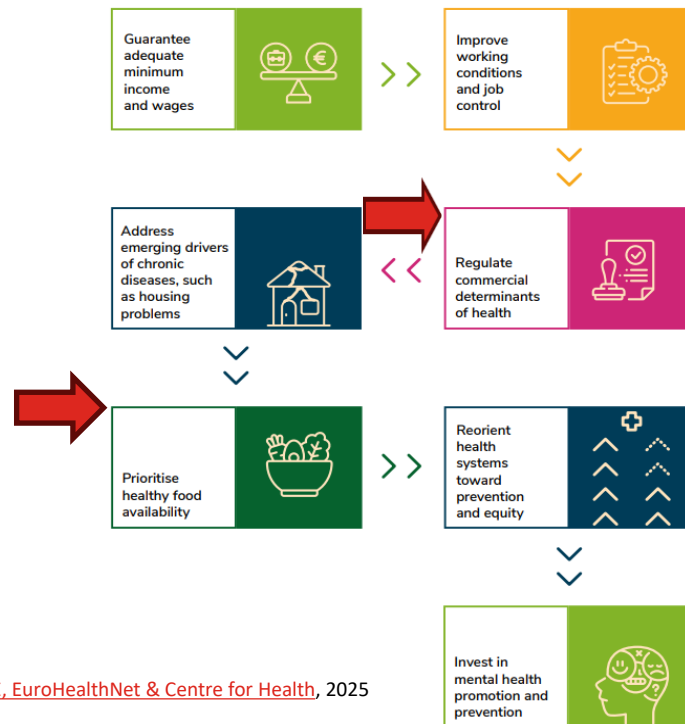 Guarantee
adequate
minimum
income
and wages
€
Improve
working
conditions
and job
control
Address
emerging drivers
of chronic
diseases, such
as housing
problems
Regulate
commercial
determinants
of health
Prioritise
healthy food
availability
Reorient
health
systems
toward
prevention
and equity
Invest in
mental health
promotion and
prevention
, EuroHealthNet & Centre for Health, 2025